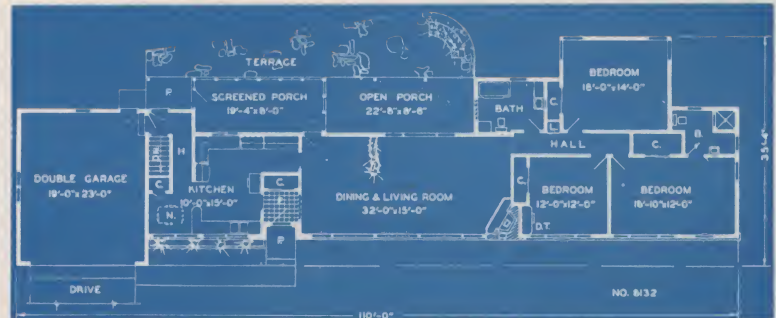 TERRACE
P.
SCREENED PORCH
19'-4"x8'-0"
OPEN PORCH
22'-8"x8'-8"
BEDROOM
16'-0"x14'-0"
BATH
C.
L.
HALL
C.
B.
35'-4"
DN.
H
C.
DOUBLE GARAGE
19'-0"x23'-0"
KITCHEN
10'-0"x15'-0"
N.
C.
P.
DINING & LIVING ROOM
32'-0"x15'-0"
C.
BEDROOM
12'-0"x12'-0"
D.T.
BEDROOM
16'-10"x12'-0"
DRIVE
NO. 8132
110'-0"